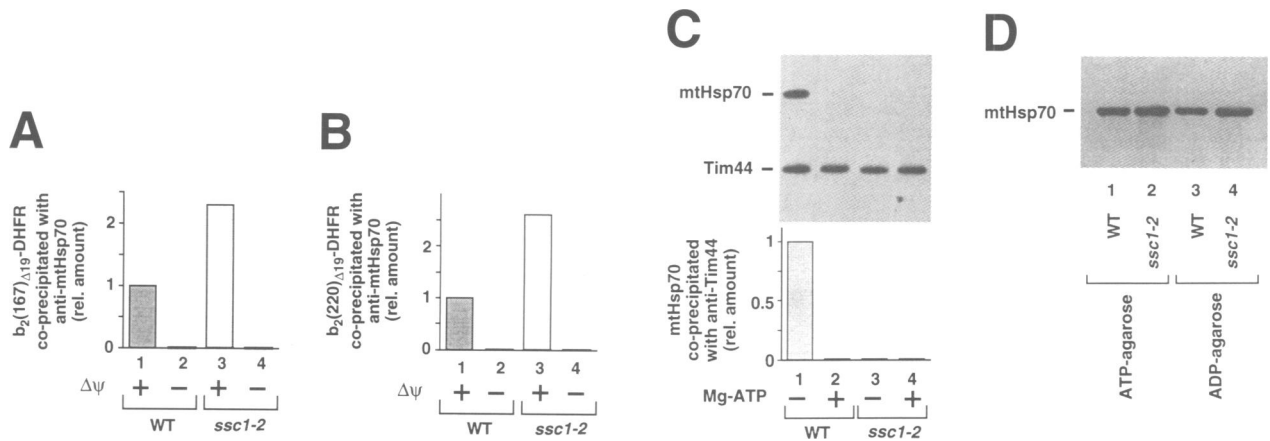 A
b2(167)Δ19-DHFR
co-precipitated with
anti-mtHsp70
(rel. amount)
2
1
0
1 2 3 4
Δψ + − + −
WT ssc1-2
B
b2(220)Δ19-DHFR
co-precipitated with
anti-mtHsp70
(rel. amount)
2
1
0
1 2 3 4
Δψ + − + −
WT ssc1-2
C
mtHsp70 −
Tim44 −
mtHsp70
co-precipitated
with anti-Tim44
(rel. amount)
1
0.5
0
1 2 3 4
Mg-ATP − + − +
WT ssc1-2
D
mtHsp70 −
1 2 3 4
WT ssc1-2 WT ssc1-2
ATP-agarose ADP-agarose